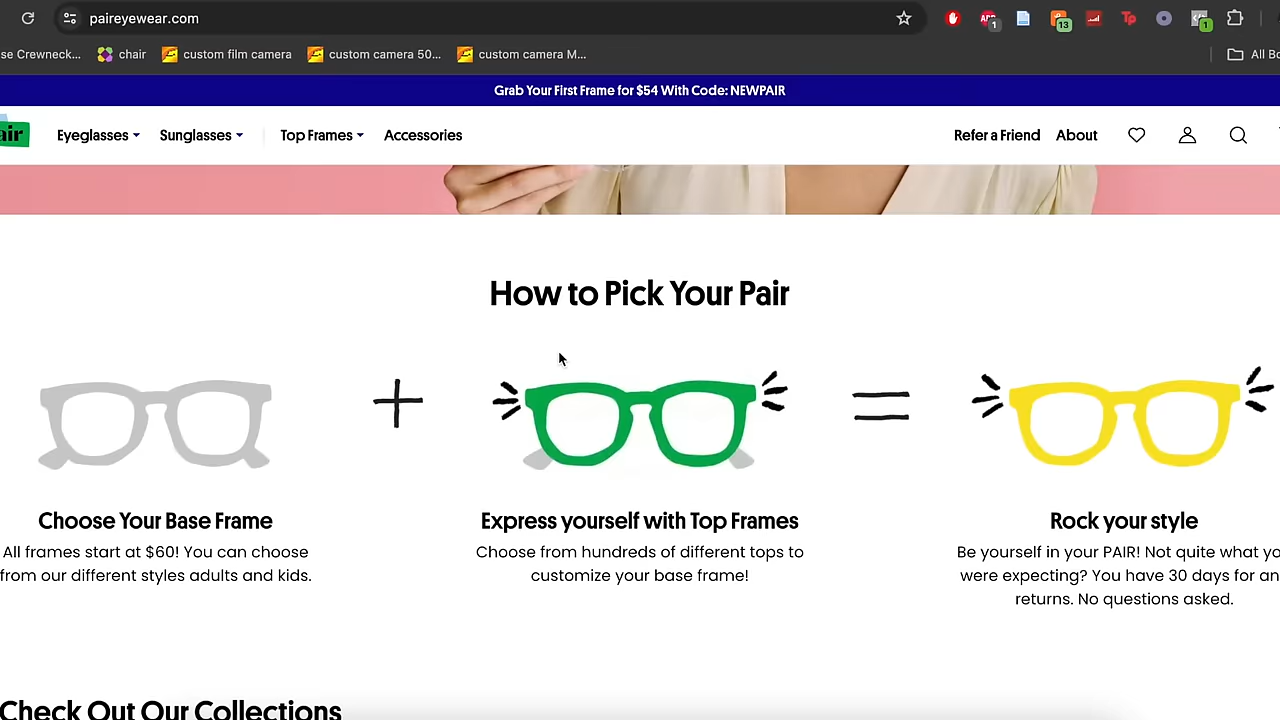 paireyewear.com
1
13
1
se Crewneck...
chair
custom film camera
custom camera 50...
custom camera M...
All Bo
Grab Your First Frame for $54 With Code: NEWPAIR
air
Eyeglasses
Sunglasses
Top Frames
Accessories
Refer a Friend
About
How to Pick Your Pair
+
=
Choose Your Base Frame
All frames start at $60! You can choose
from our different styles adults and kids.
Express yourself with Top Frames
Choose from hundreds of different tops to
customize your base frame!
Rock your style
Be yourself in your PAIR! Not quite what yo
were expecting? You have 30 days for an
returns. No questions asked.
Check Out Our Collections